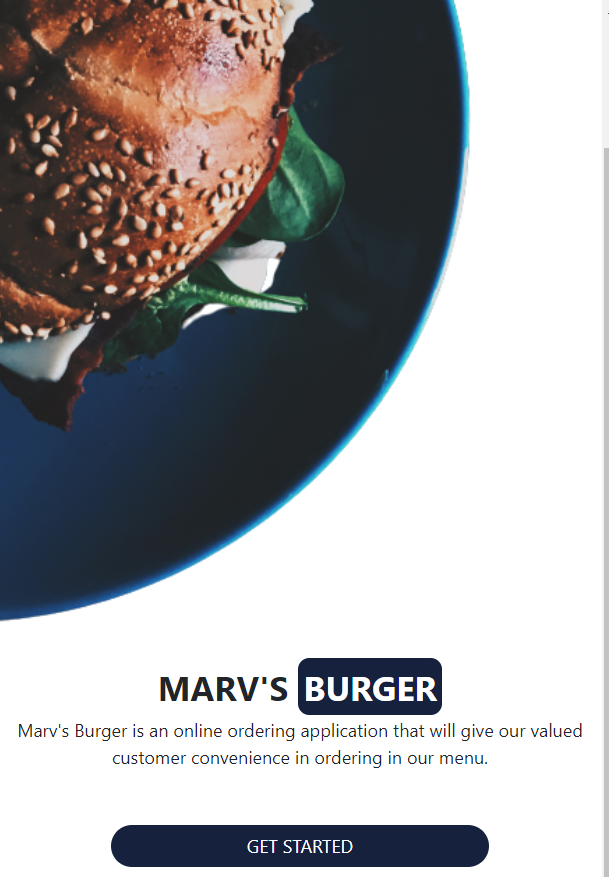 MARV'S BURGER
Marv's Burger is an online ordering application that will give our valued
customer convenience in ordering in our menu.
GET STARTED